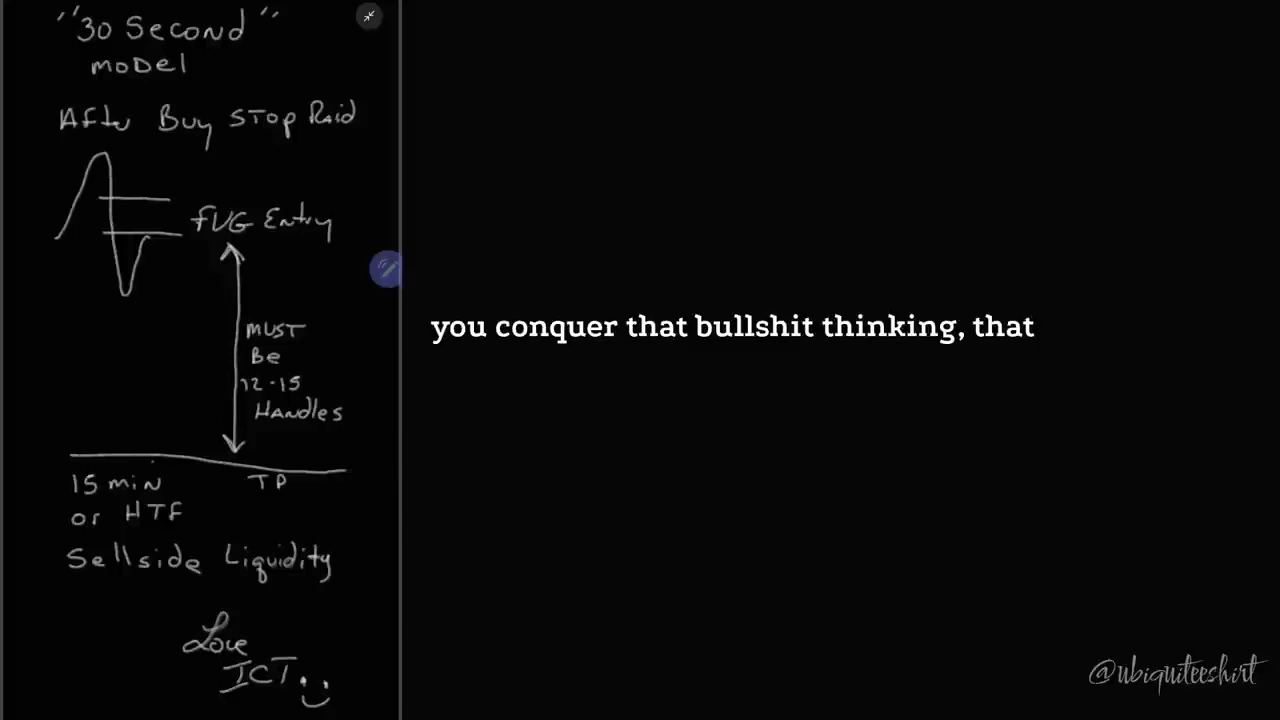 "30 Second"
model
After Buy Stop Raid
FVG Entry
MUST
Be
12-15
HANDles
15 min
TP
or HTF
Sellside Liquidity
Love
ICT
you conquer that bullshit thinking, that
@ubiquiteeshirt